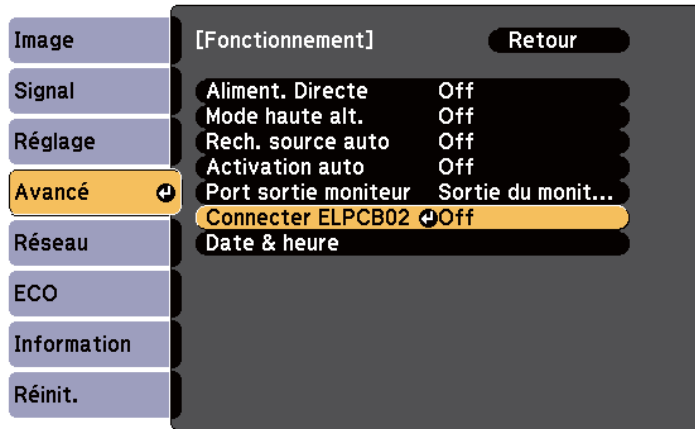 Image
Signal
Réglage
Avancé
Réseau
ECO
Information
Réinit.
[Fonctionnement] Retour
Aliment. Directe Off
Mode haute alt. Off
Rech. source auto Off
Activation auto Off
Port sortie moniteur Sortie du monit...
Connecter ELPCB02 Off
Date & heure